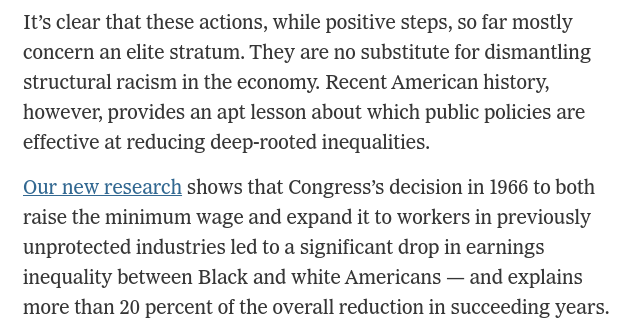 It’s clear that these actions, while positive steps, so far mostly
concern an elite stratum. They are no substitute for dismantling
structural racism in the economy. Recent American history,
however, provides an apt lesson about which public policies are
effective at reducing deep-rooted inequalities.
Our new research shows that Congress’s decision in 1966 to both
raise the minimum wage and expand it to workers in previously
unprotected industries led to a significant drop in earnings
inequality between Black and white Americans — and explains
more than 20 percent of the overall reduction in succeeding years.